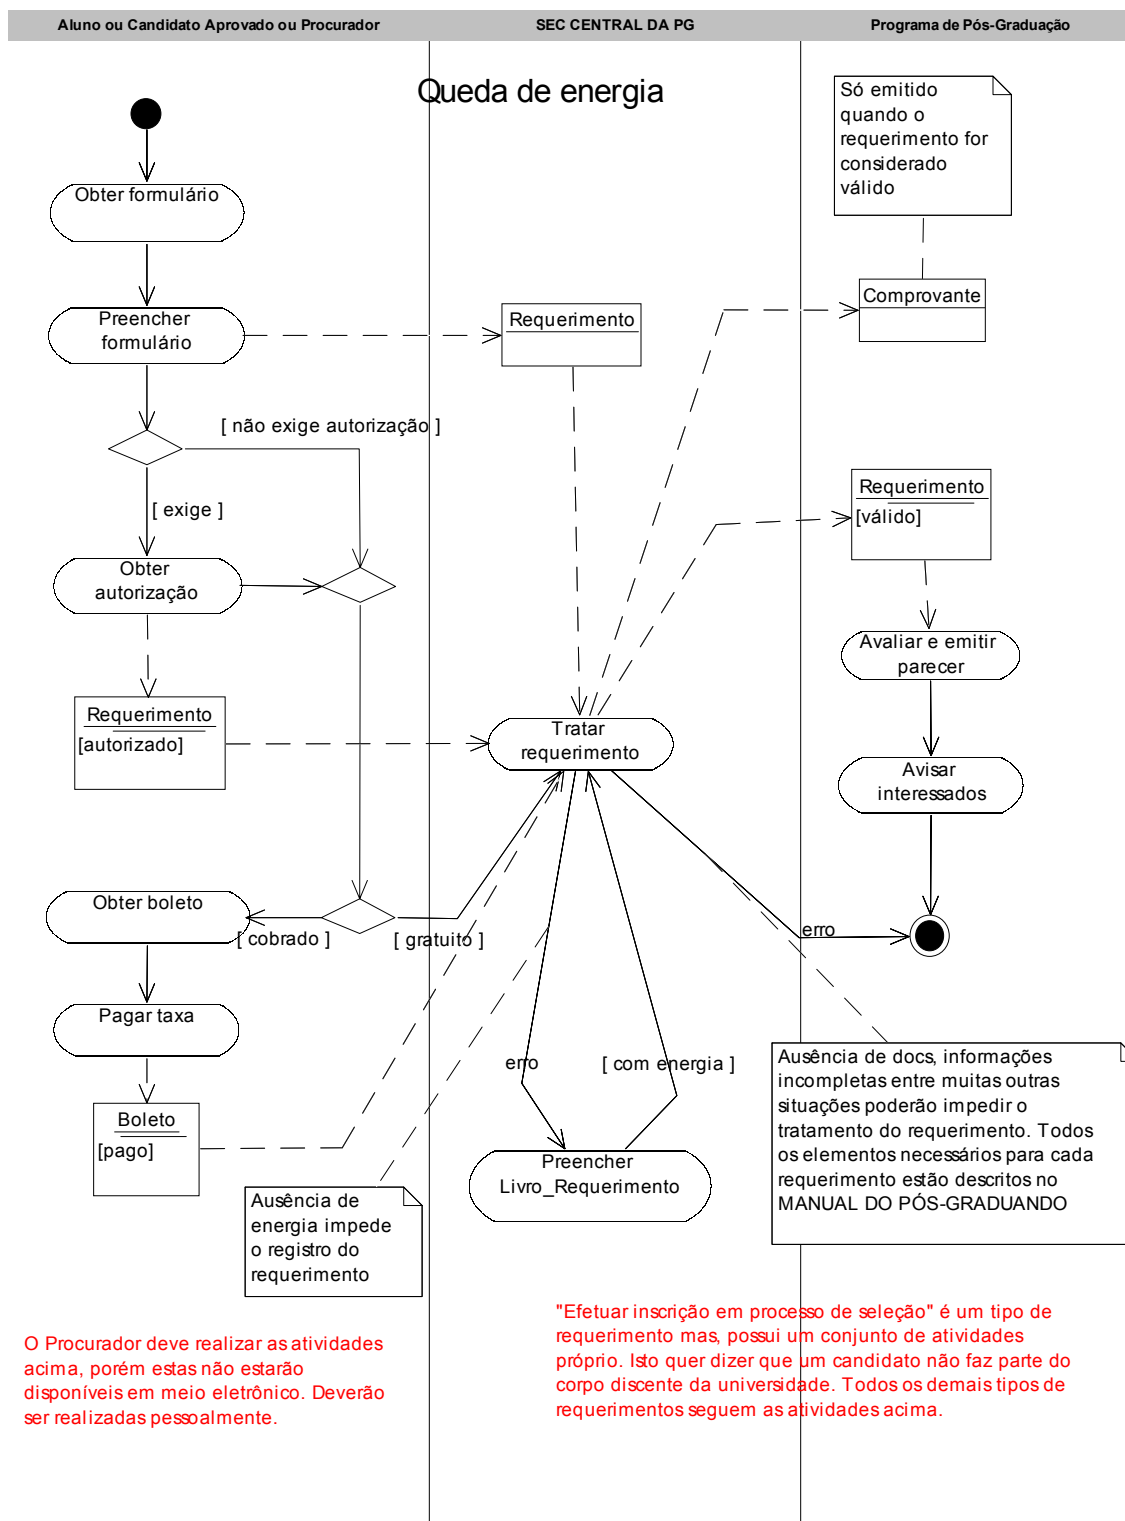 Aluno ou Candidato Aprovado ou Procurador
SEC CENTRAL DA PG
Programa de Pós-Graduação
Queda de energia
Só emitido
quando o
requerimento for
considerado
válido
Obter formulário
Preencher
formulário
Requerimento
Comprovante
[ não exige autorização ]
[ exige ]
Requerimento
[válido]
Obter
autorização
Avaliar e emitir
parecer
Requerimento
[autorizado]
Tratar
requerimento
Avisar
interessados
Obter boleto
[ cobrado ]
[ gratuito ]
erro
Pagar taxa
erro
[ com energia ]
Boleto
[pago]
Preencher
Livro_Requerimento
Ausência de docs, informações
incompletas entre muitas outras
situações poderão impedir o
tratamento do requerimento. Todos
os elementos necessários para cada
requerimento estão descritos no
MANUAL DO PÓS-GRADUANDO
Ausência de
energia impede
o registro do
requerimento
O Procurador deve realizar as atividades
acima, porém estas não estarão
disponíveis em meio eletrônico. Deverão
ser realizadas pessoalmente.
"Efetuar inscrição em processo de seleção" é um tipo de
requerimento mas, possui um conjunto de atividades
próprio. Isto quer dizer que um candidato não faz parte do
corpo discente da universidade. Todos os demais tipos de
requerimentos seguem as atividades acima.